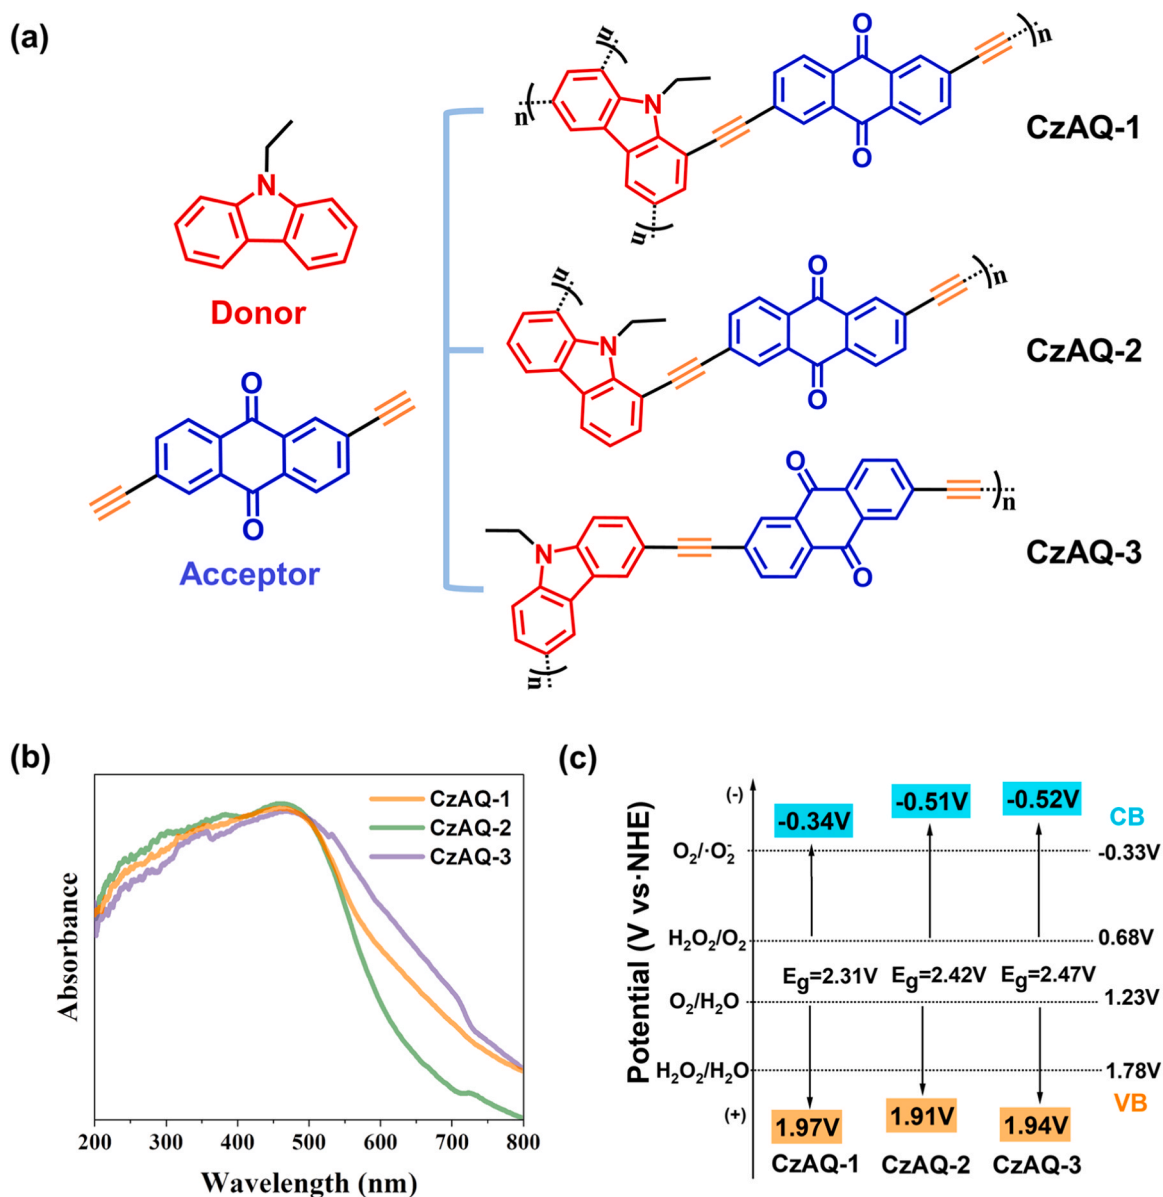 (a)
N
Donor
O
O
Acceptor
n
n
N
n
O
O
n
CzAQ-1
n
N
O
O
n
CzAQ-2
N
n
O
O
n
CzAQ-3
(b)
Absorbance
CzAQ-1
CzAQ-2
CzAQ-3
200 300 400 500 600 700 800
Wavelength (nm)
(c)
Potential (V vs·NHE)
(-)
-0.34V -0.51V -0.52V CB
O₂/·O₂⁻ -0.33V
H₂O₂/O₂ 0.68V
Eg=2.31V Eg=2.42V Eg=2.47V
O₂/H₂O 1.23V
H₂O₂/H₂O 1.78V
(+) 1.97V 1.91V 1.94V VB
CzAQ-1 CzAQ-2 CzAQ-3